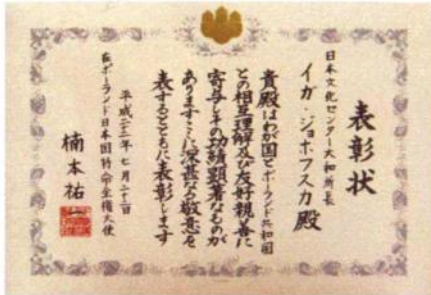 表彰状
日本文化センター大和所長
イガ・ジョホフスカ 殿
貴殿はわが国とポーランド共和国
との相互理解及び友好親善に
寄与しその功績顕著なものが
ありますここに深甚なる敬意を
表するとともに表彰します
平成二十二年七月二十二日
在ポーランド日本国特命全権大使
楠本祐一